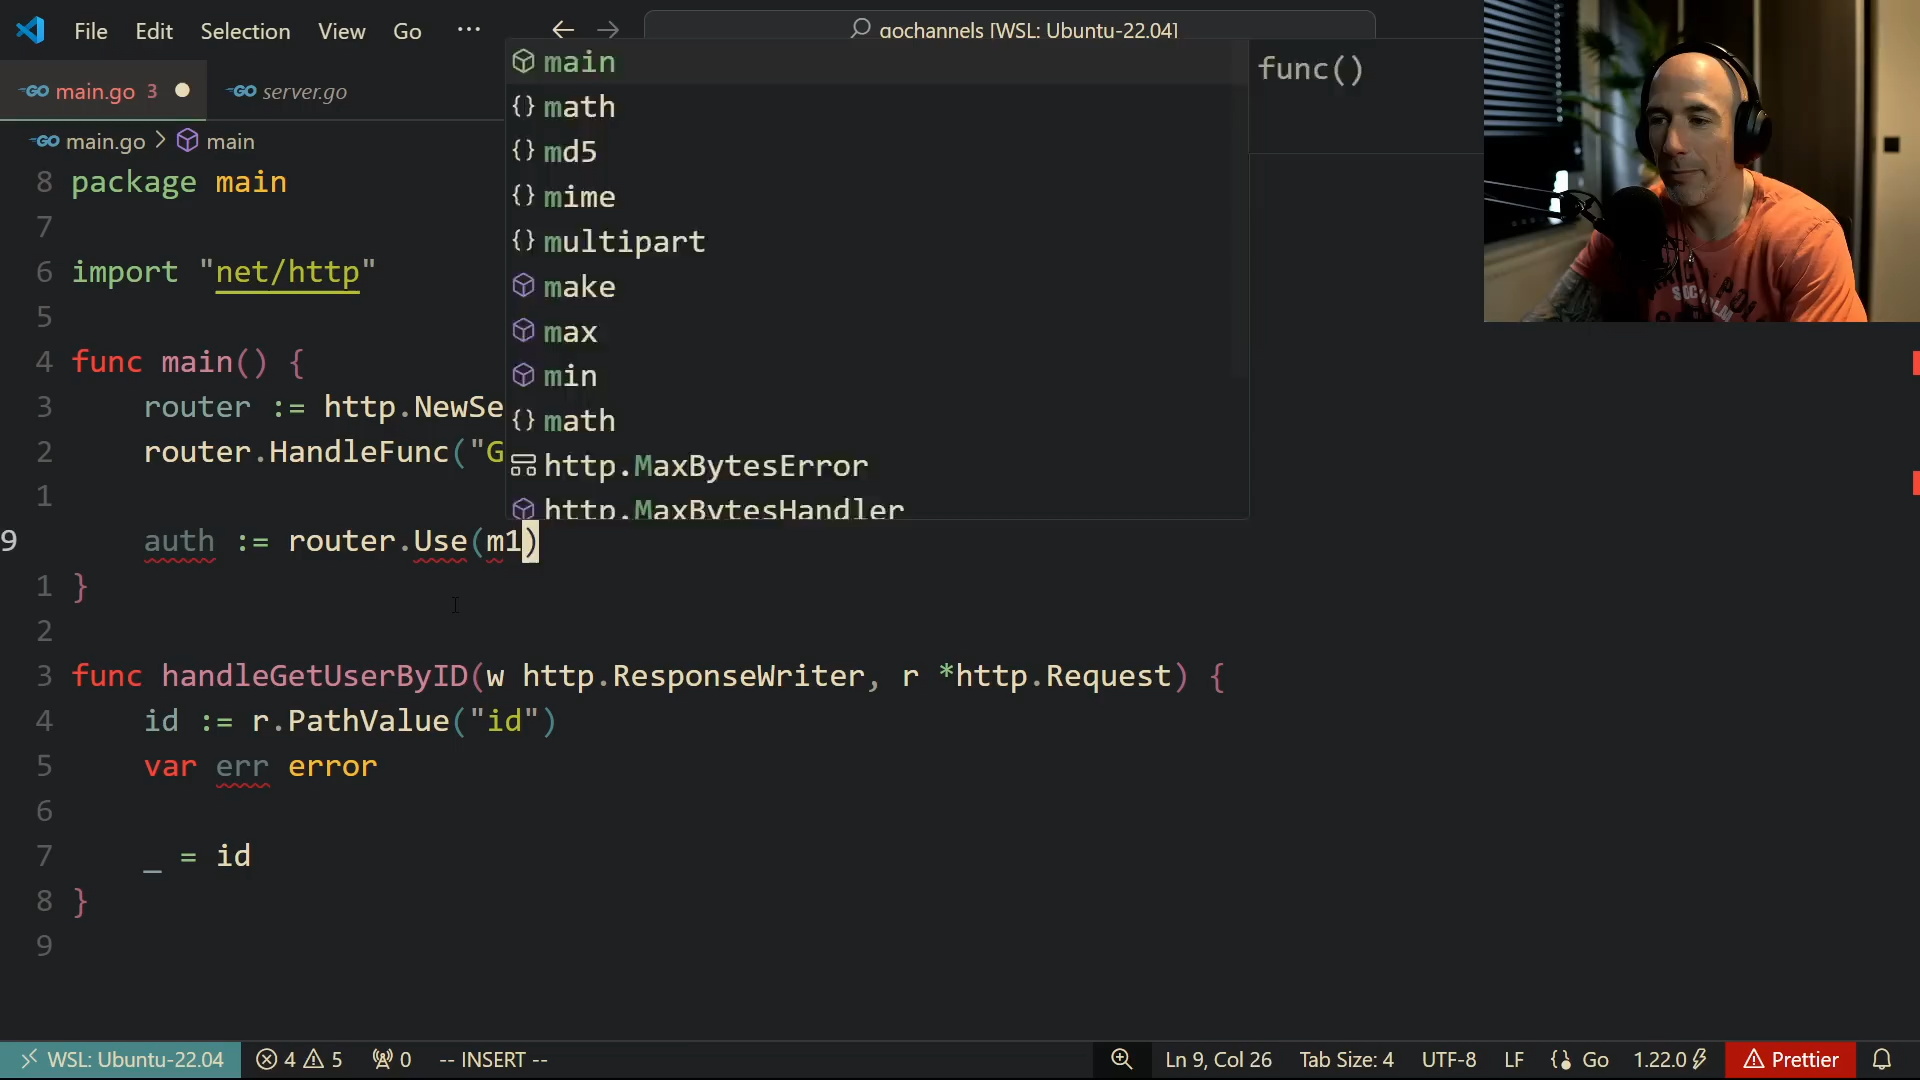 File Edit Selection View Go ··· ← → gochannels [WSL: Ubuntu-22.04]
GO main.go 3 GO server.go
GO main.go > main
main
math
md5
mime
multipart
make
max
min
math
http.MaxBytesError
http.MaxBytesHandler
func()
8 package main
7
6 import "net/http"
5
4 func main() {
3 router := http.NewSe
2 router.HandleFunc("G
1
9 auth := router.Use(m1)
1 }
2
3 func handleGetUserByID(w http.ResponseWriter, r *http.Request) {
4 id := r.PathValue("id")
5 var err error
6
7 _ = id
8 }
9
WSL: Ubuntu-22.04 4 5 0 -- INSERT -- Ln 9, Col 26 Tab Size: 4 UTF-8 LF {} Go 1.22.0 Prettier